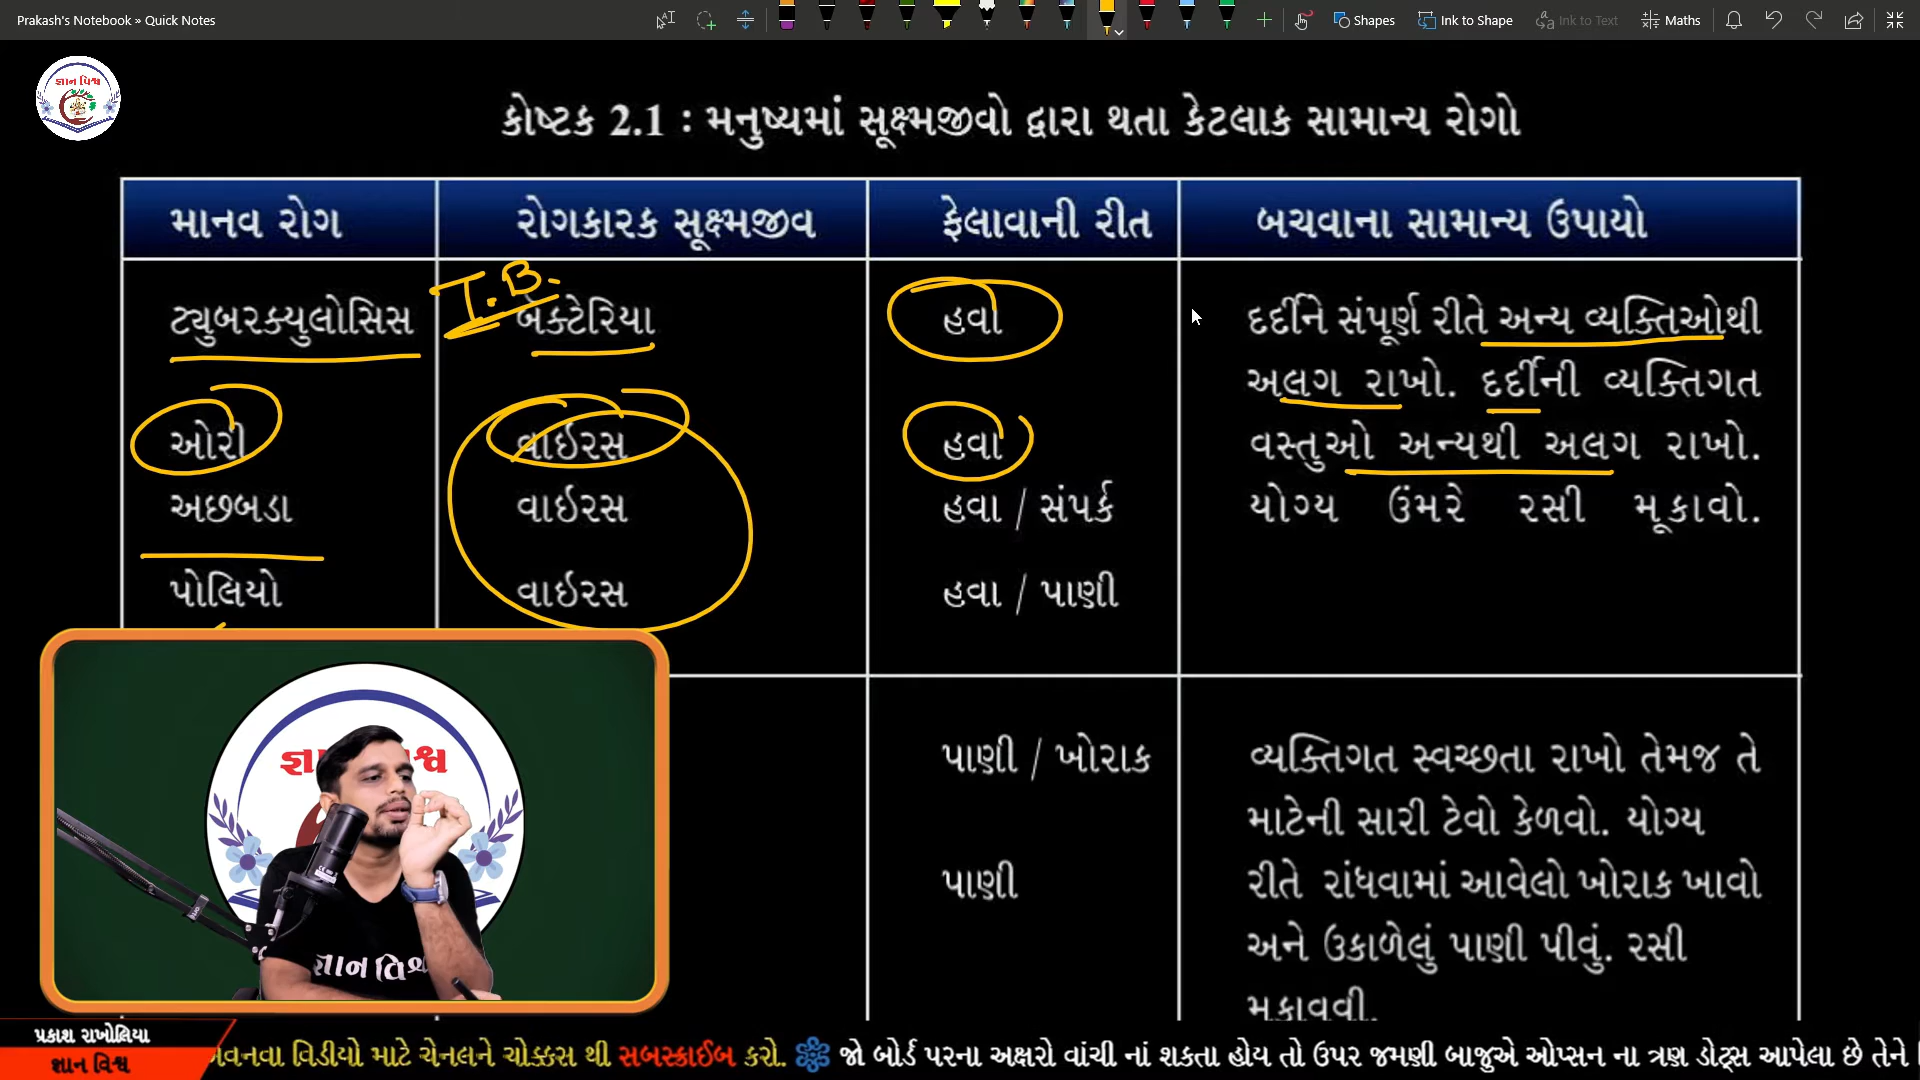 Prakash's Notebook » Quick Notes
Shapes
Ink to Shape
Ink to Text
Maths
જ્ઞાન વિશ્વ
કોષ્ટક 2.1 : મનુષ્યમાં સૂક્ષ્મજીવો દ્વારા થતા કેટલાક સામાન્ય રોગો
માનવ રોગ
રોગકારક સૂક્ષ્મજીવ
ફેલાવાની રીત
બચવાના સામાન્ય ઉપાયો
T.B.
ટ્યુબરક્યુલોસિસ
બૅક્ટેરિયા
હવા
દર્દીને સંપૂર્ણ રીતે અન્ય વ્યક્તિઓથી
અલગ રાખો. દર્દીની વ્યક્તિગત
ઓરી
વાઇરસ
હવા
વસ્તુઓ અન્યથી અલગ રાખો.
અછબડા
વાઇરસ
હવા / સંપર્ક
યોગ્ય ઉંમરે રસી મૂકાવો.
પોલિયો
વાઇરસ
હવા / પાણી
પાણી / ખોરાક
વ્યક્તિગત સ્વચ્છતા રાખો તેમજ તે
માટેની સારી ટેવો કેળવો. યોગ્ય
પાણી
રીતે રાંધવામાં આવેલો ખોરાક ખાવો
અને ઉકાળેલું પાણી પીવું. રસી
મૂકાવવી.
જ્ઞાન વિશ્વ
પ્રકાશ રાખોલિયા
જ્ઞાન વિશ્વ
વિડીયો માટે ચેનલને ચોક્કસ થી સબસ્ક્રાઈબ કરો. જો બોર્ડ પરના અક્ષરો વાંચી નાં શકતા હોય તો ઉપર જમણી બાજુએ ઓપ્સન ના ત્રણ ડોટ્સ આપેલા છે તેને